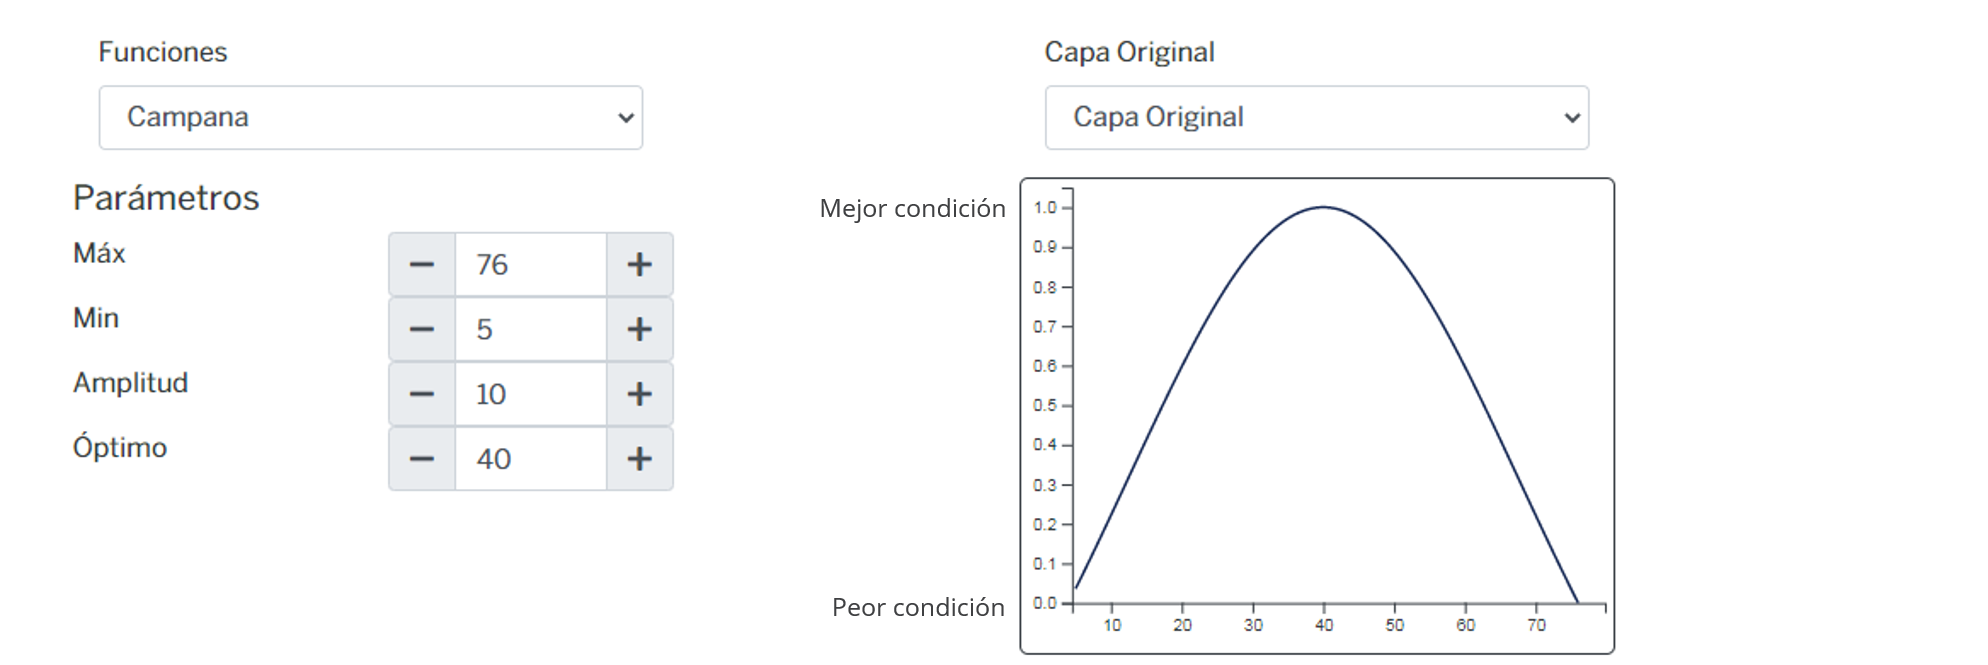 Funciones
Campana
Parámetros
Máx
76
Min
5
Amplitud
10
Óptimo
40
Capa Original
Capa Original
Mejor condición
Peor condición
1.0
0.9
0.8
0.7
0.6
0.5
0.4
0.3
0.2
0.1
0.0
10 20 30 40 50 60 70